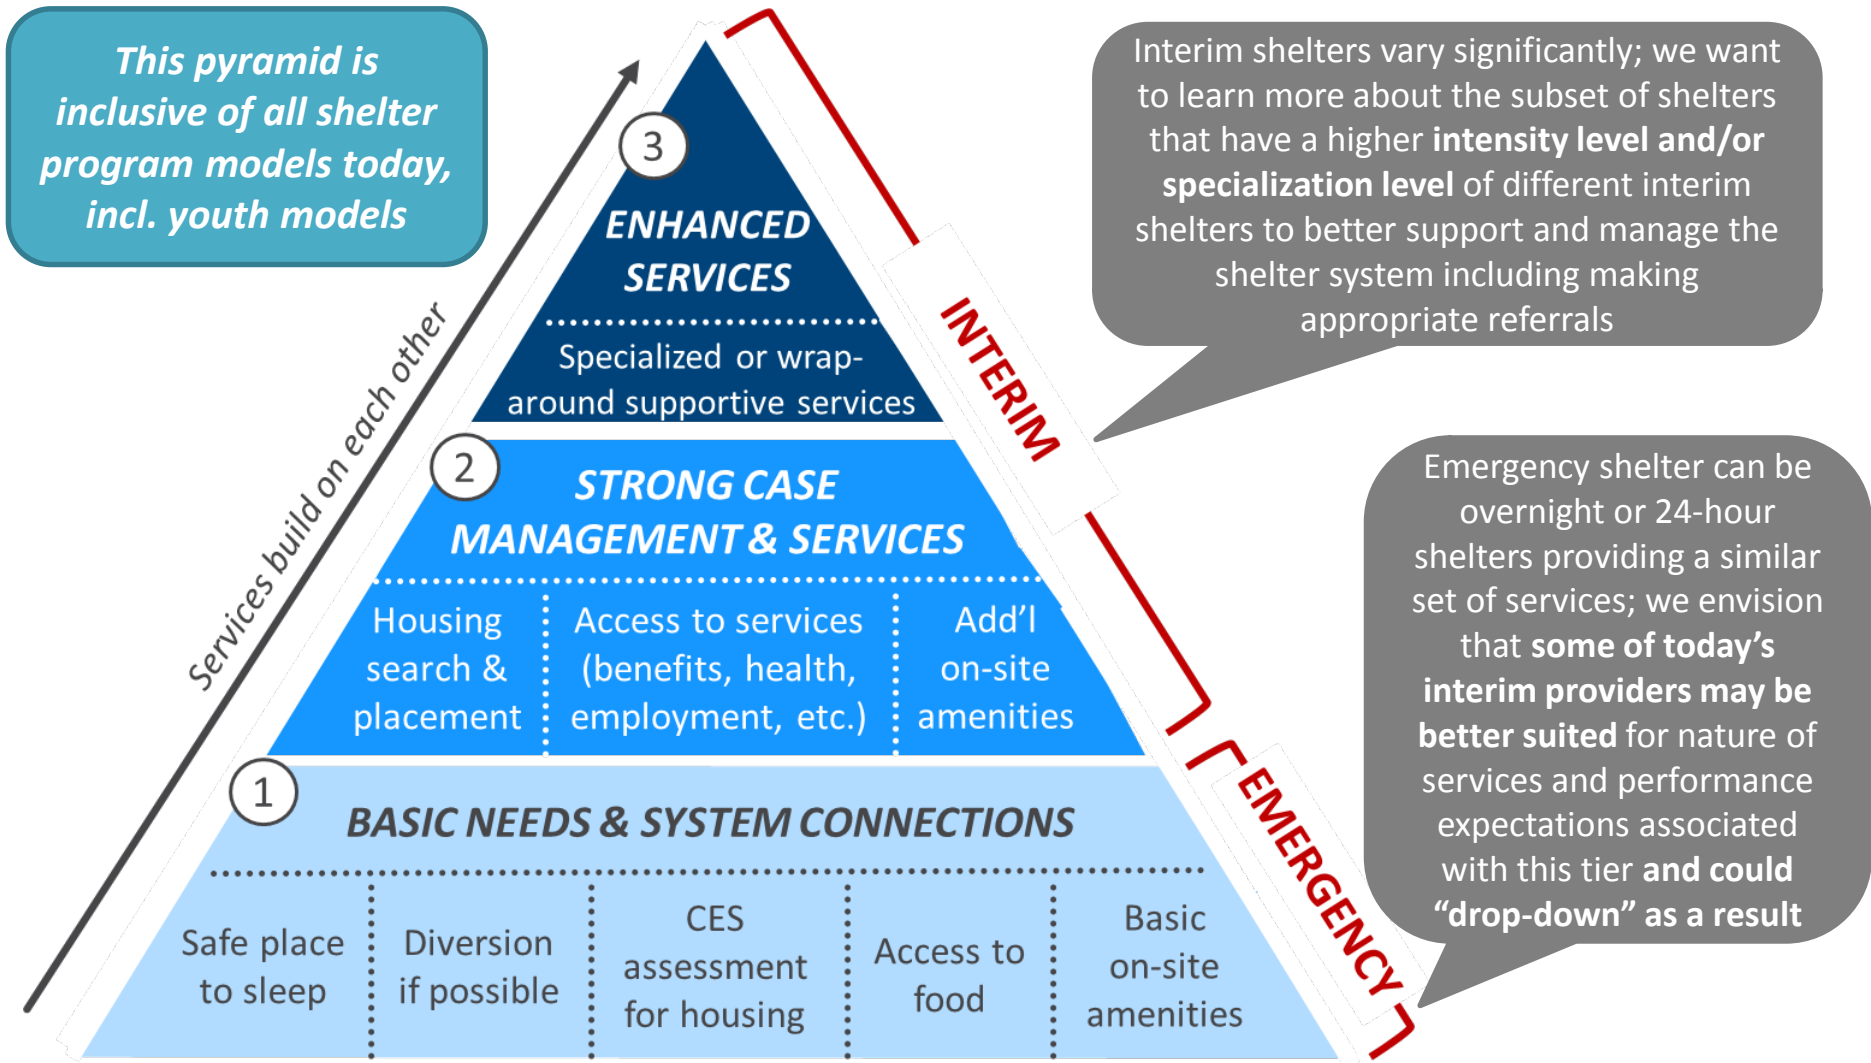 This pyramid is
inclusive of all shelter
program models today,
incl. youth models
Services build on each other
3
ENHANCED
SERVICES
Specialized or wrap-
around supportive services
2
STRONG CASE
MANAGEMENT & SERVICES
Housing
search &
placement
Access to services
(benefits, health,
employment, etc.)
Add’l
on-site
amenities
1
BASIC NEEDS & SYSTEM CONNECTIONS
Safe place
to sleep
Diversion
if possible
CES
assessment
for housing
Access to
food
Basic
on-site
amenities
INTERIM
EMERGENCY
Interim shelters vary significantly; we want
to learn more about the subset of shelters
that have a higher intensity level and/or
specialization level of different interim
shelters to better support and manage the
shelter system including making
appropriate referrals
Emergency shelter can be
overnight or 24-hour
shelters providing a similar
set of services; we envision
that some of today’s
interim providers may be
better suited for nature of
services and performance
expectations associated
with this tier and could
“drop-down” as a result